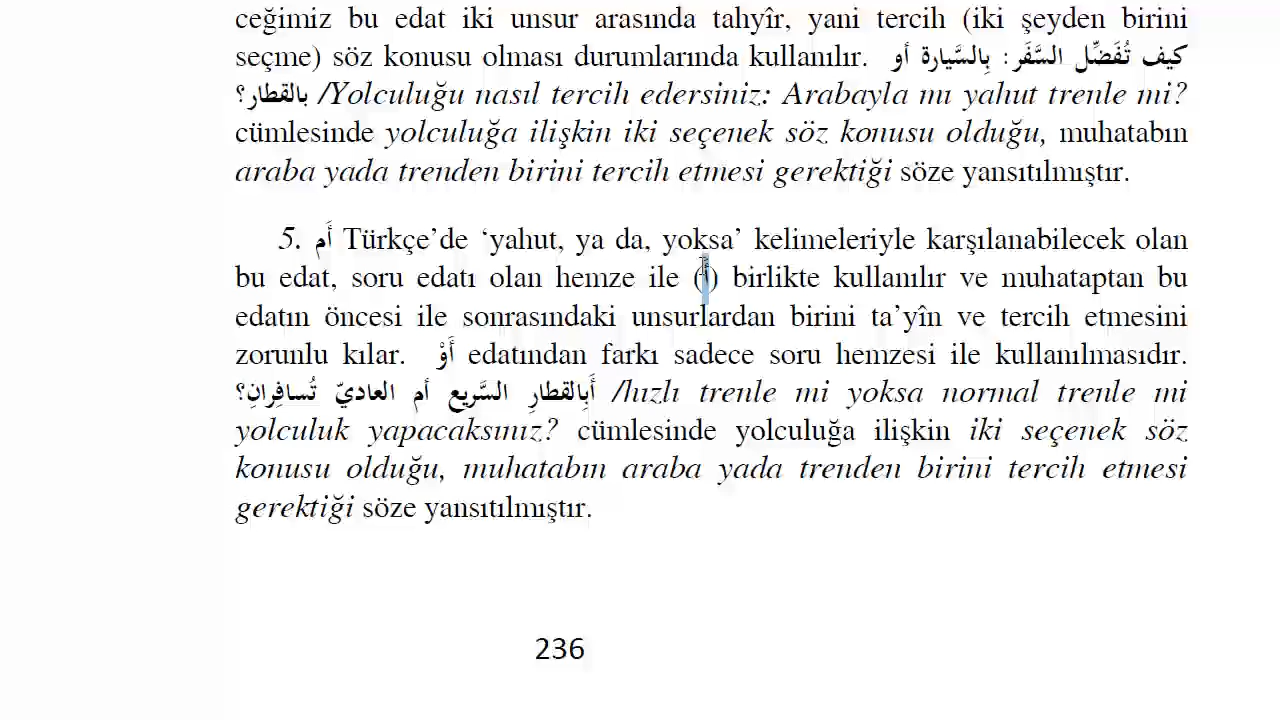 ceğimiz bu edat iki unsur arasında tahyîr, yani tercih (iki şeyden birini
seçme) söz konusu olması durumlarında kullanılır. كيف تُفَضِّل السَّفَر: بِالسَّيارة أو
بالقطار؟ /Yolculuğu nasıl tercih edersiniz: Arabayla mı yahut trenle mi?
cümlesinde yolculuğa ilişkin iki seçenek söz konusu olduğu, muhatabın
araba yada trenden birini tercih etmesi gerektiği söze yansıtılmıştır.
5. أَم Türkçe’de ‘yahut, ya da, yoksa’ kelimeleriyle karşılanabilecek olan
bu edat, soru edatı olan hemze ile (أَ) birlikte kullanılır ve muhataptan bu
edatın öncesi ile sonrasındaki unsurlardan birini ta’yîn ve tercih etmesini
zorunlu kılar. أَوْ edatından farkı sadece soru hemzesi ile kullanılmasıdır.
أَبِالقطارِ السَّريع أم العاديّ تُسافِرانِ؟ /hızlı trenle mi yoksa normal trenle mi
yolculuk yapacaksınız? cümlesinde yolculuğa ilişkin iki seçenek söz
konusu olduğu, muhatabın araba yada trenden birini tercih etmesi
gerektiği söze yansıtılmıştır.
236